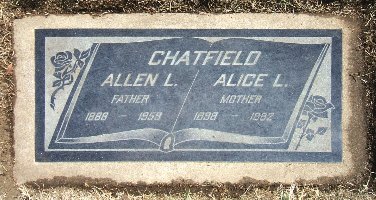 CHATFIELD
ALLEN L. ALICE L.
FATHER MOTHER
1888 – 1959 1898 – 1982